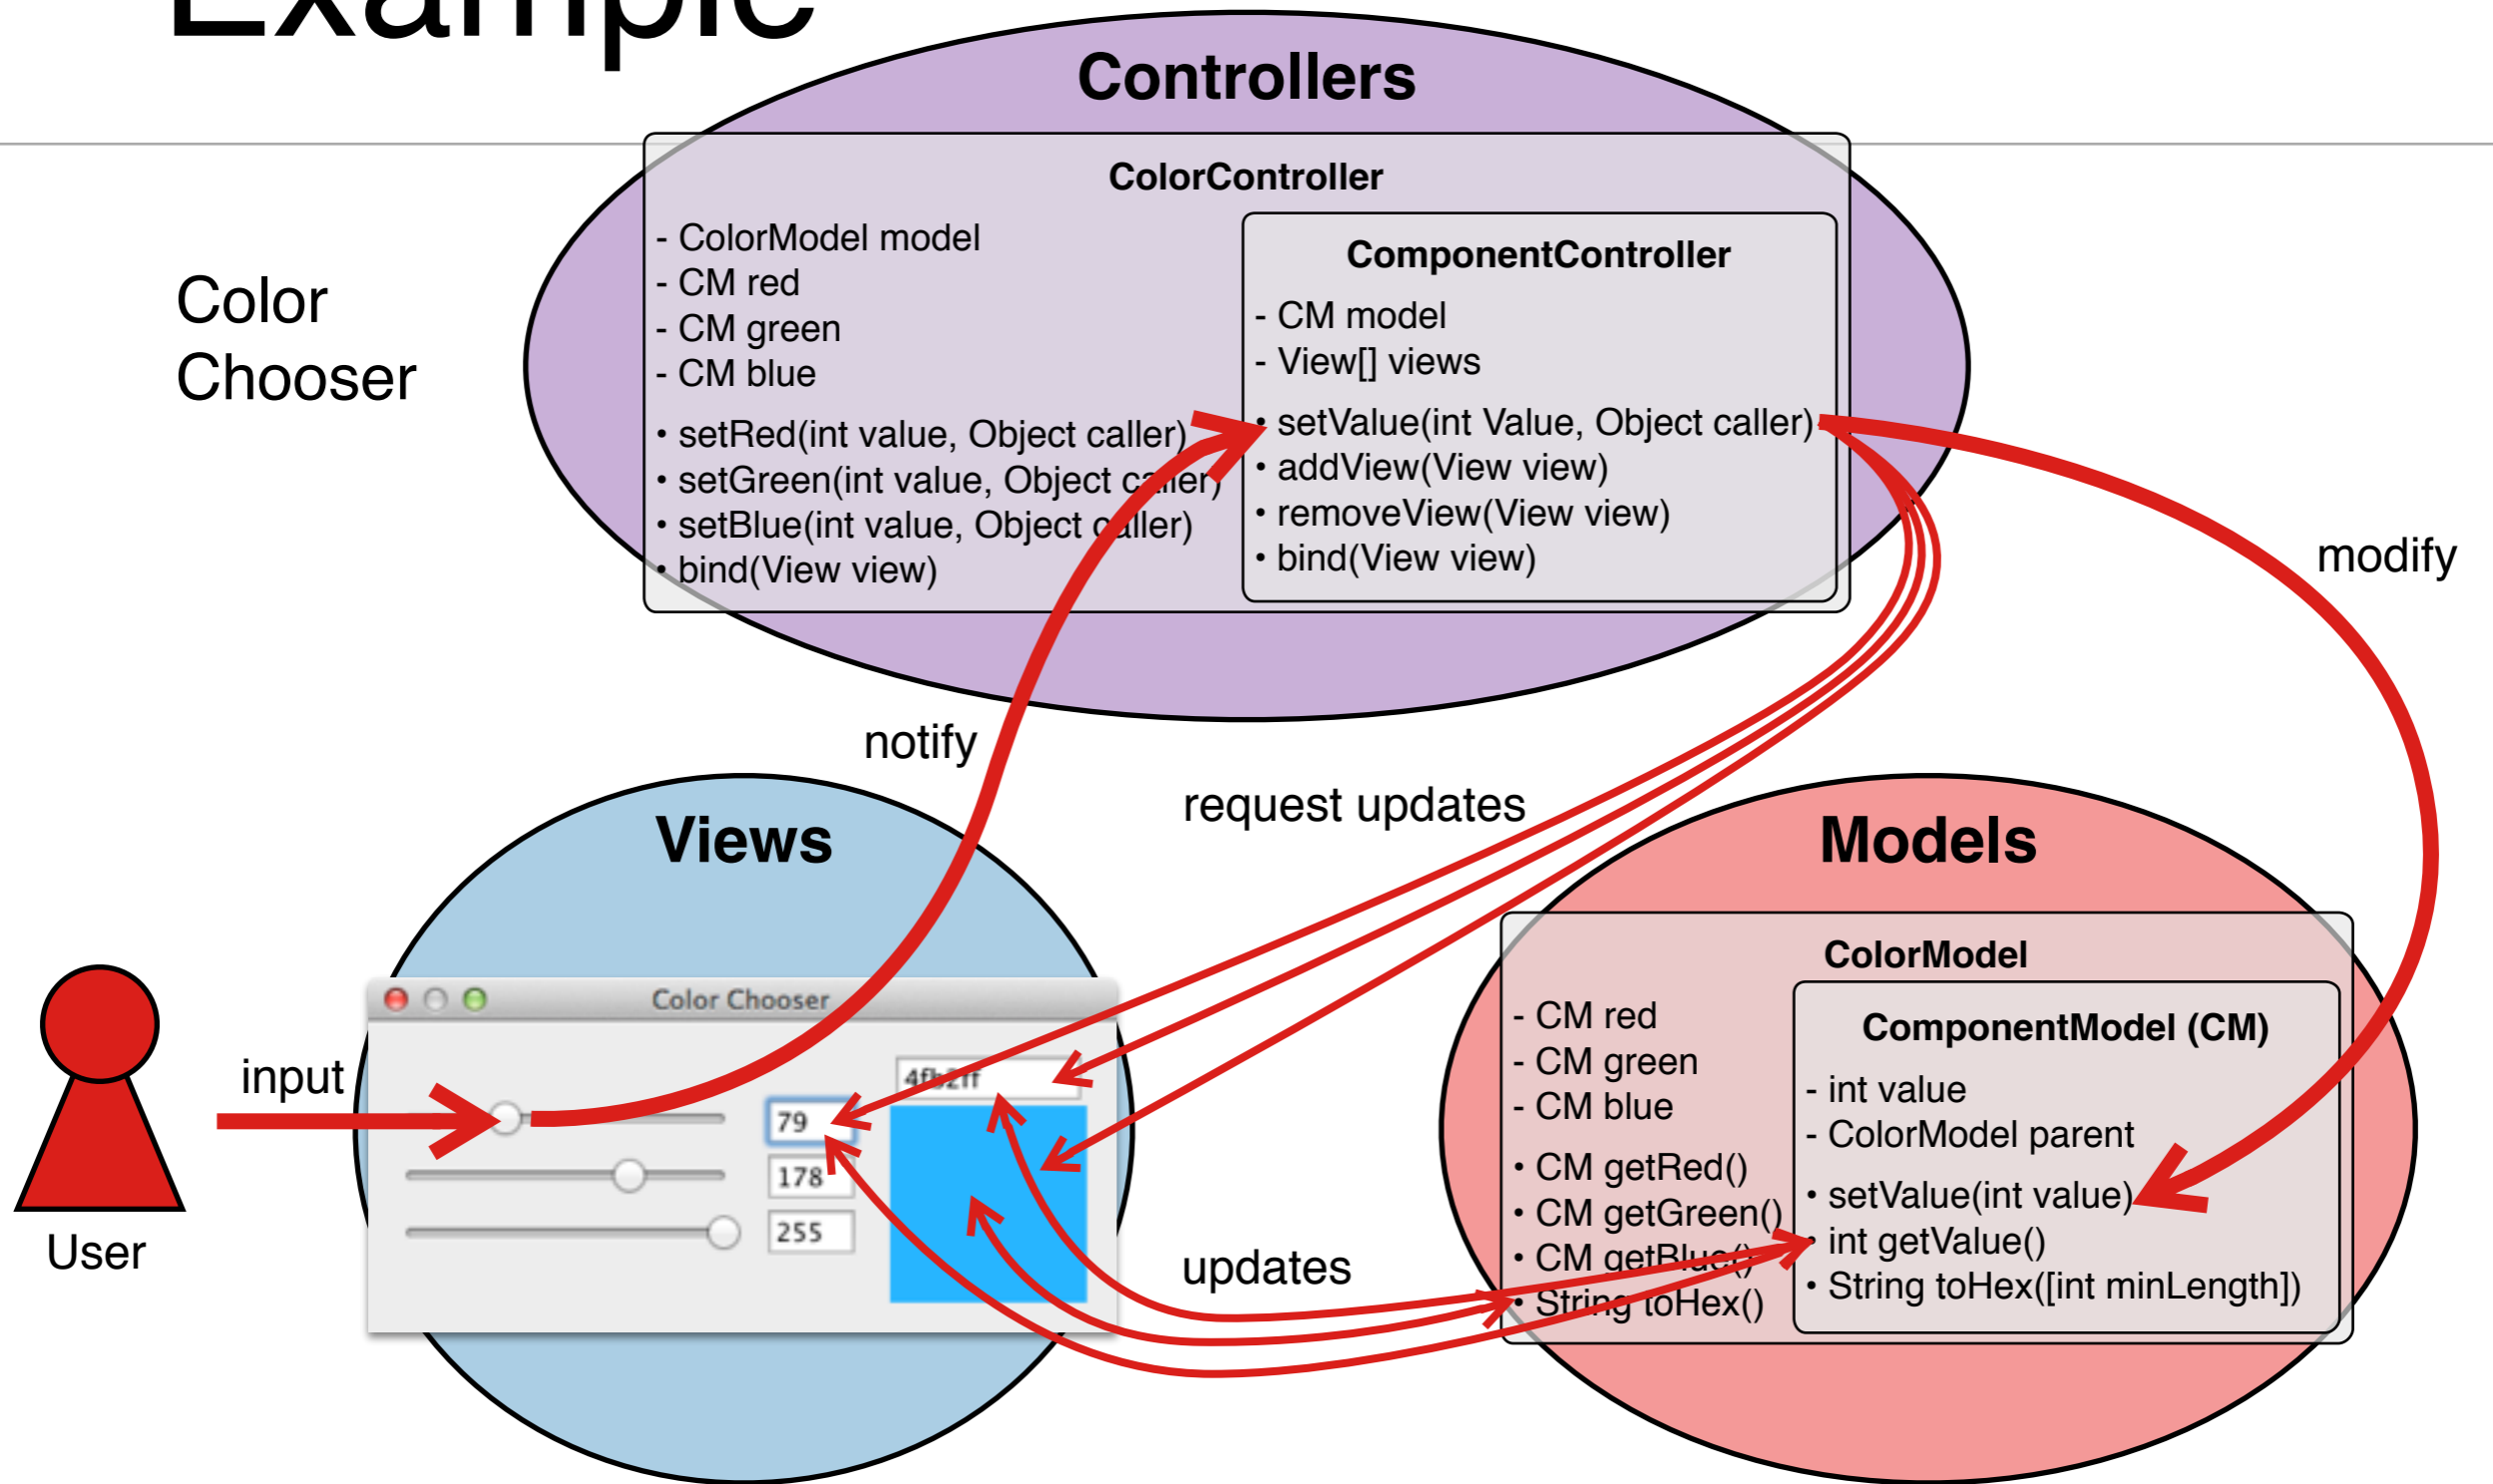 Example
Controllers
ColorController
- ColorModel model
- CM red
- CM green
- CM blue
• setRed(int value, Object caller)
• setGreen(int value, Object caller)
• setBlue(int value, Object caller)
• bind(View view)
ComponentController
- CM model
- View[] views
• setValue(int Value, Object caller)
• addView(View view)
• removeView(View view)
• bind(View view)
Color
Chooser
modify
notify
request updates
Views
Models
Color Chooser
input
User
79
178
255
4fb2ff
updates
ColorModel
- CM red
- CM green
- CM blue
• CM getRed()
• CM getGreen()
• CM getBlue()
• String toHex()
ComponentModel (CM)
- int value
- ColorModel parent
• setValue(int value)
• int getValue()
• String toHex([int minLength])